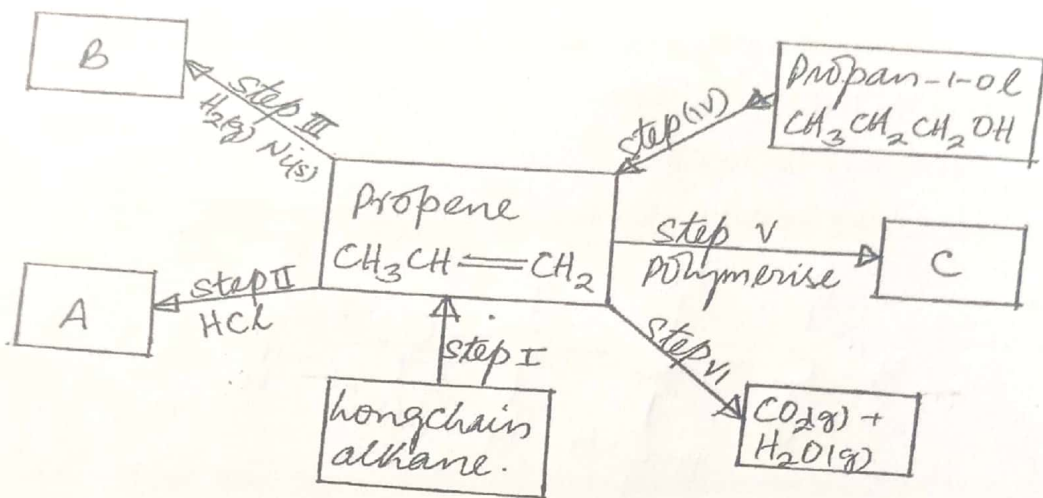 B
step III
H₂(g) Ni(s)
Propan-1-ol
CH₃CH₂CH₂OH
step (iv)
Propene
CH₃CH=CH₂
step V
Polymerise
C
A
step II
HCl
step I
Longchain
alkane.
step VI
CO₂(g) +
H₂O(g)